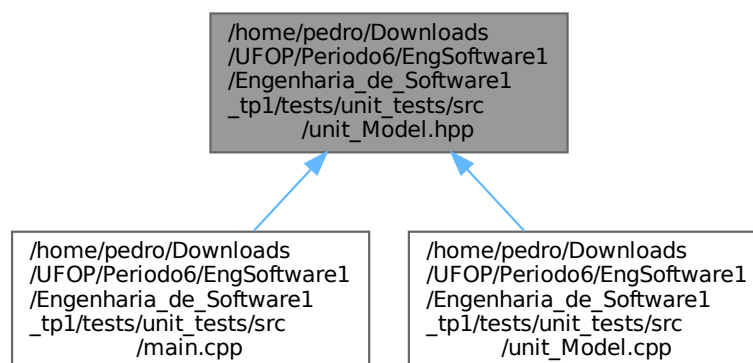 /home/pedro/Downloads
/UFOP/Periodo6/EngSoftware1
/Engenharia_de_Software1
_tp1/tests/unit_tests/src
/unit_Model.hpp
/home/pedro/Downloads
/UFOP/Periodo6/EngSoftware1
/Engenharia_de_Software1
_tp1/tests/unit_tests/src
/main.cpp
/home/pedro/Downloads
/UFOP/Periodo6/EngSoftware1
/Engenharia_de_Software1
_tp1/tests/unit_tests/src
/unit_Model.cpp